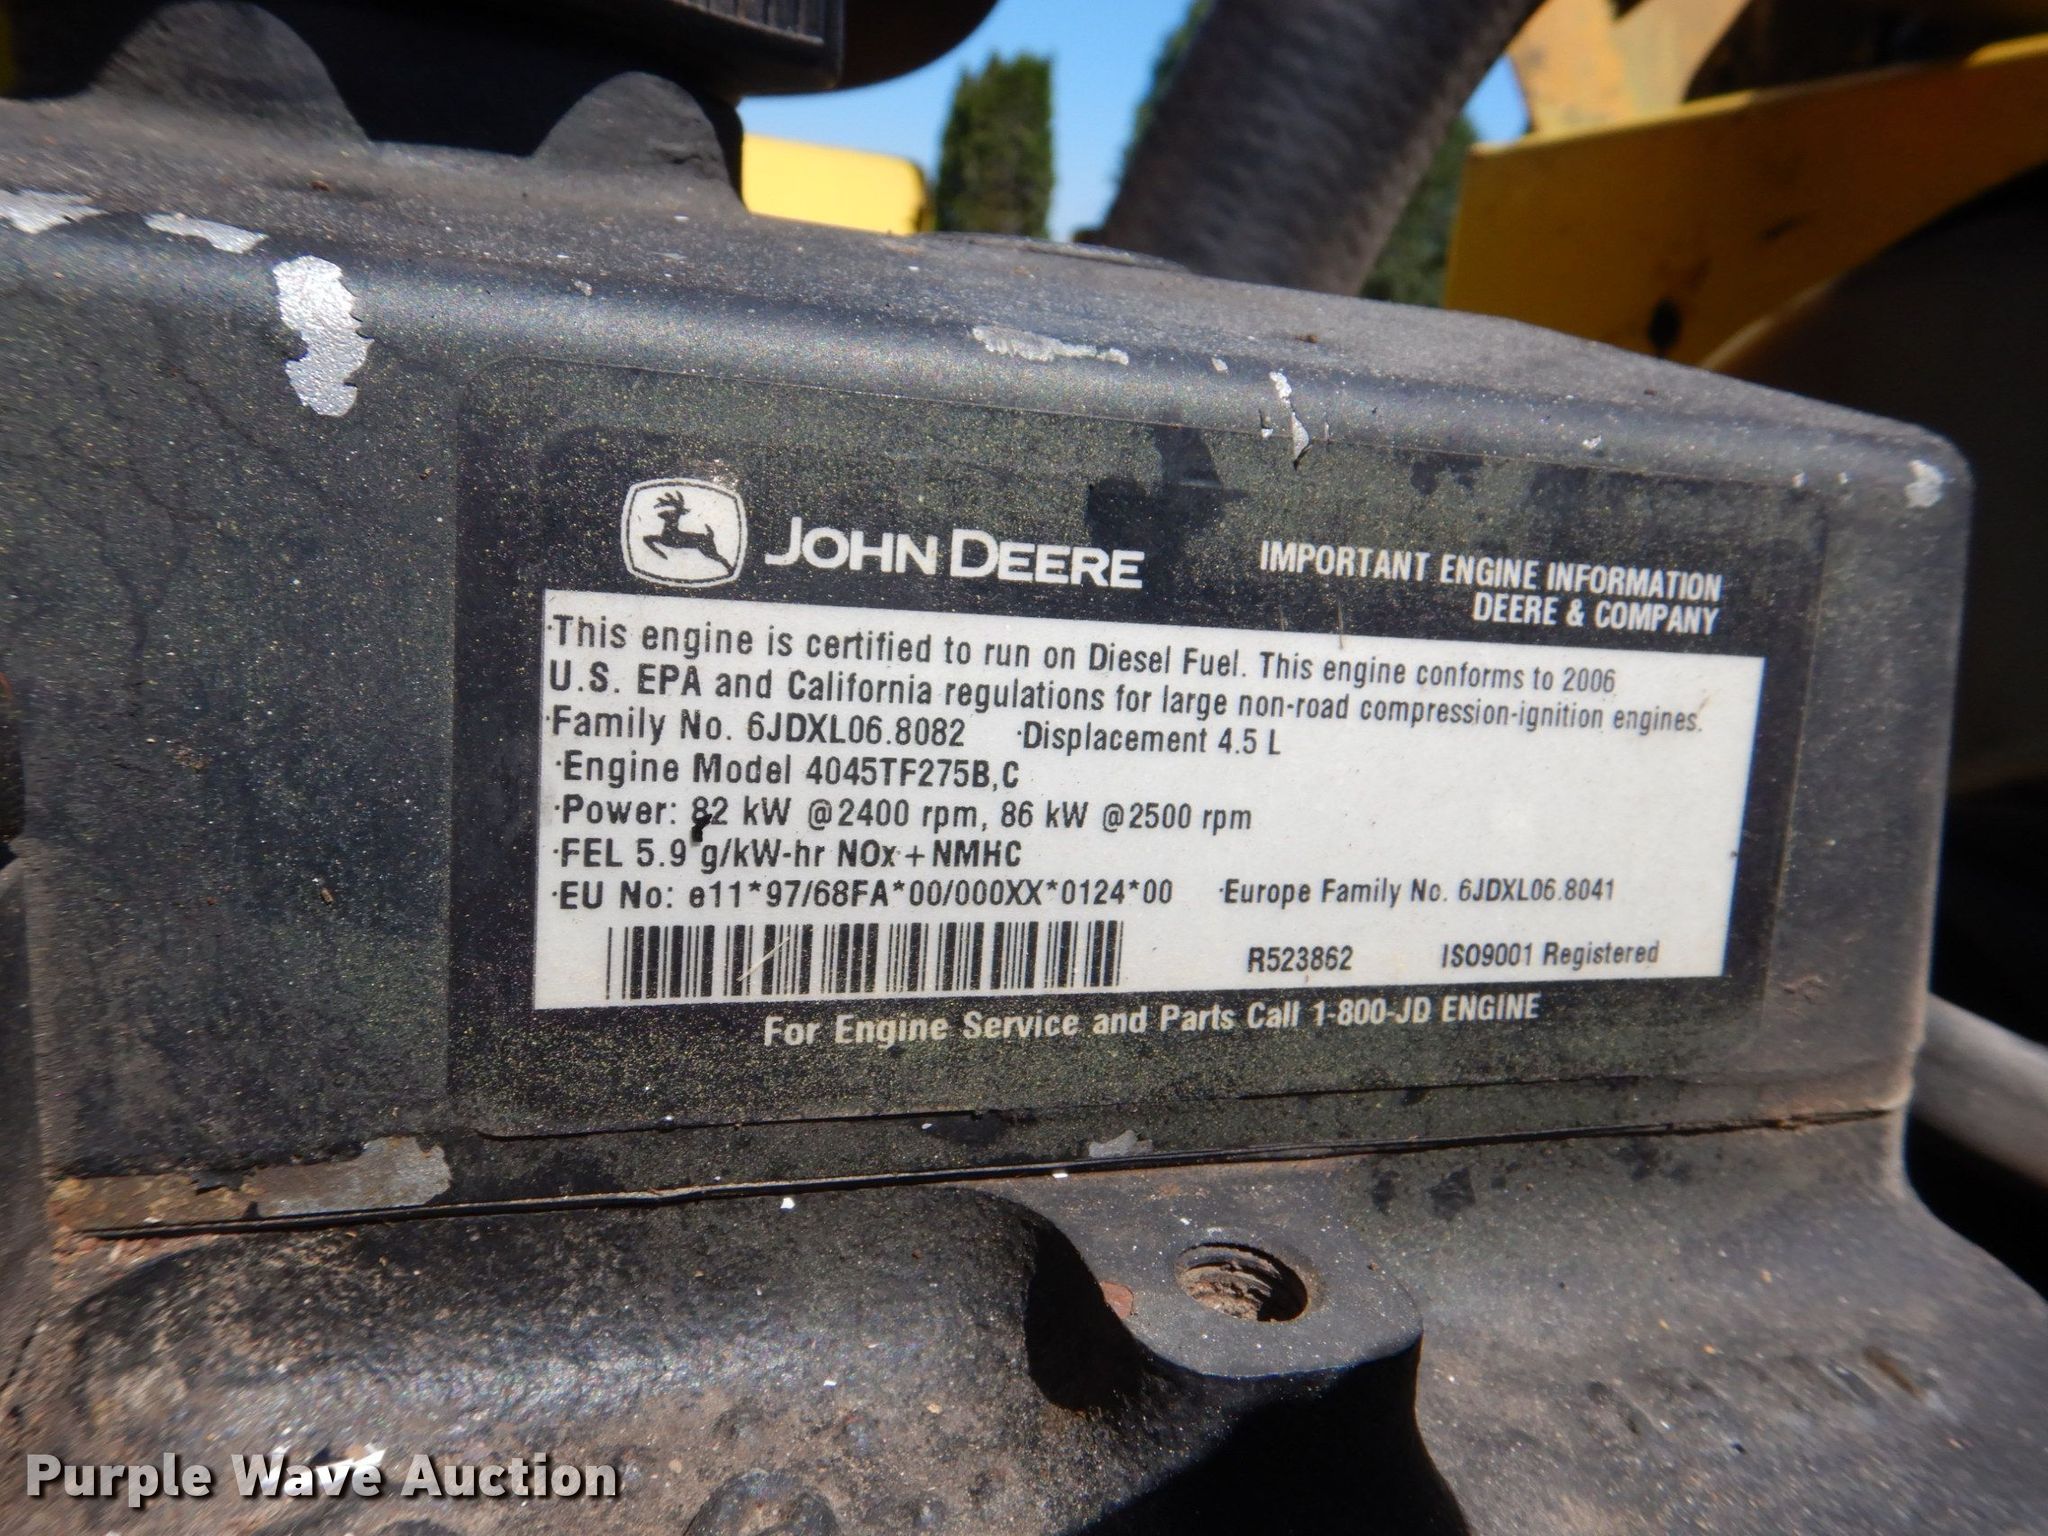 JOHN DEERE
IMPORTANT ENGINE INFORMATION
DEERE & COMPANY
·This engine is certified to run on Diesel Fuel. This engine conforms to 2006
U.S. EPA and California regulations for large non-road compression-ignition engines.
·Family No. 6JDXL06.8082 ·Displacement 4.5 L
·Engine Model 4045TF275B,C
·Power: 82 kW @2400 rpm, 86 kW @2500 rpm
·FEL 5.9 g/kW-hr NOx+NMHC
·EU No: e11*97/68FA*00/000XX*0124*00 ·Europe Family No. 6JDXL06.8041
R523862 ISO9001 Registered
For Engine Service and Parts Call 1-800-JD ENGINE
Purple Wave Auction